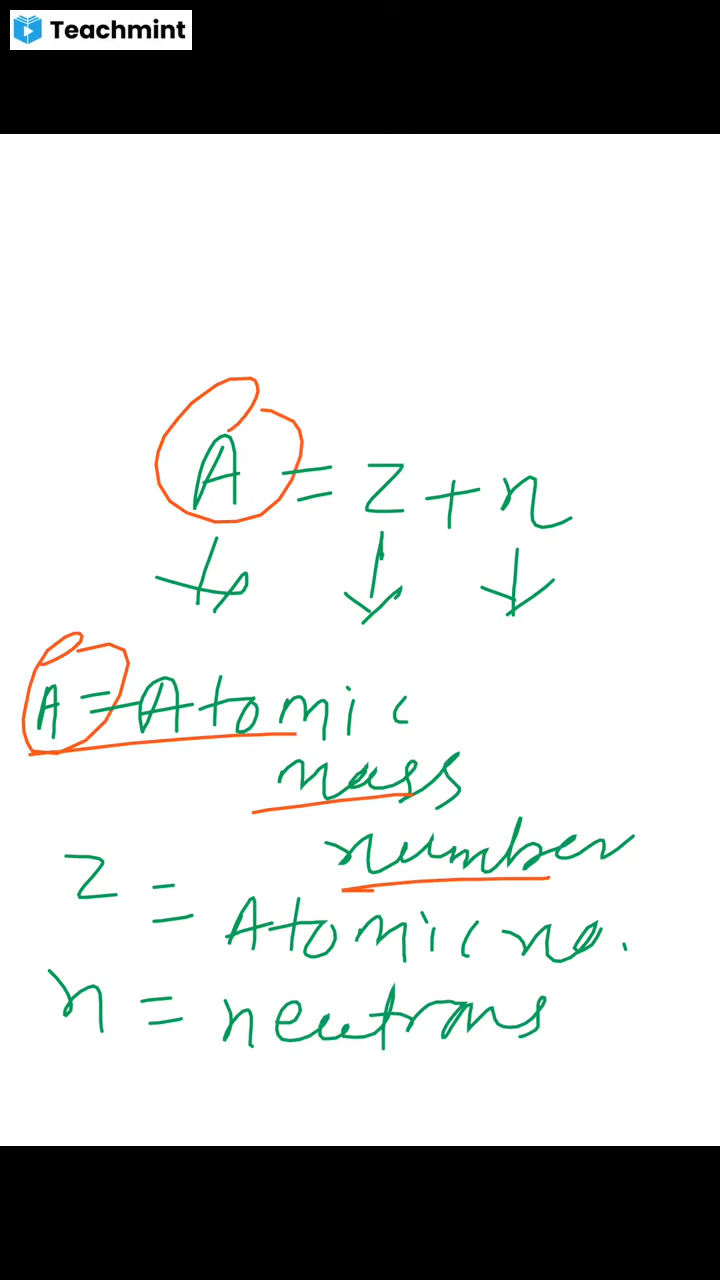 Teachmint
A = Z + n
A = Atomic
mass
number
Z = Atomic no.
n = neutrons